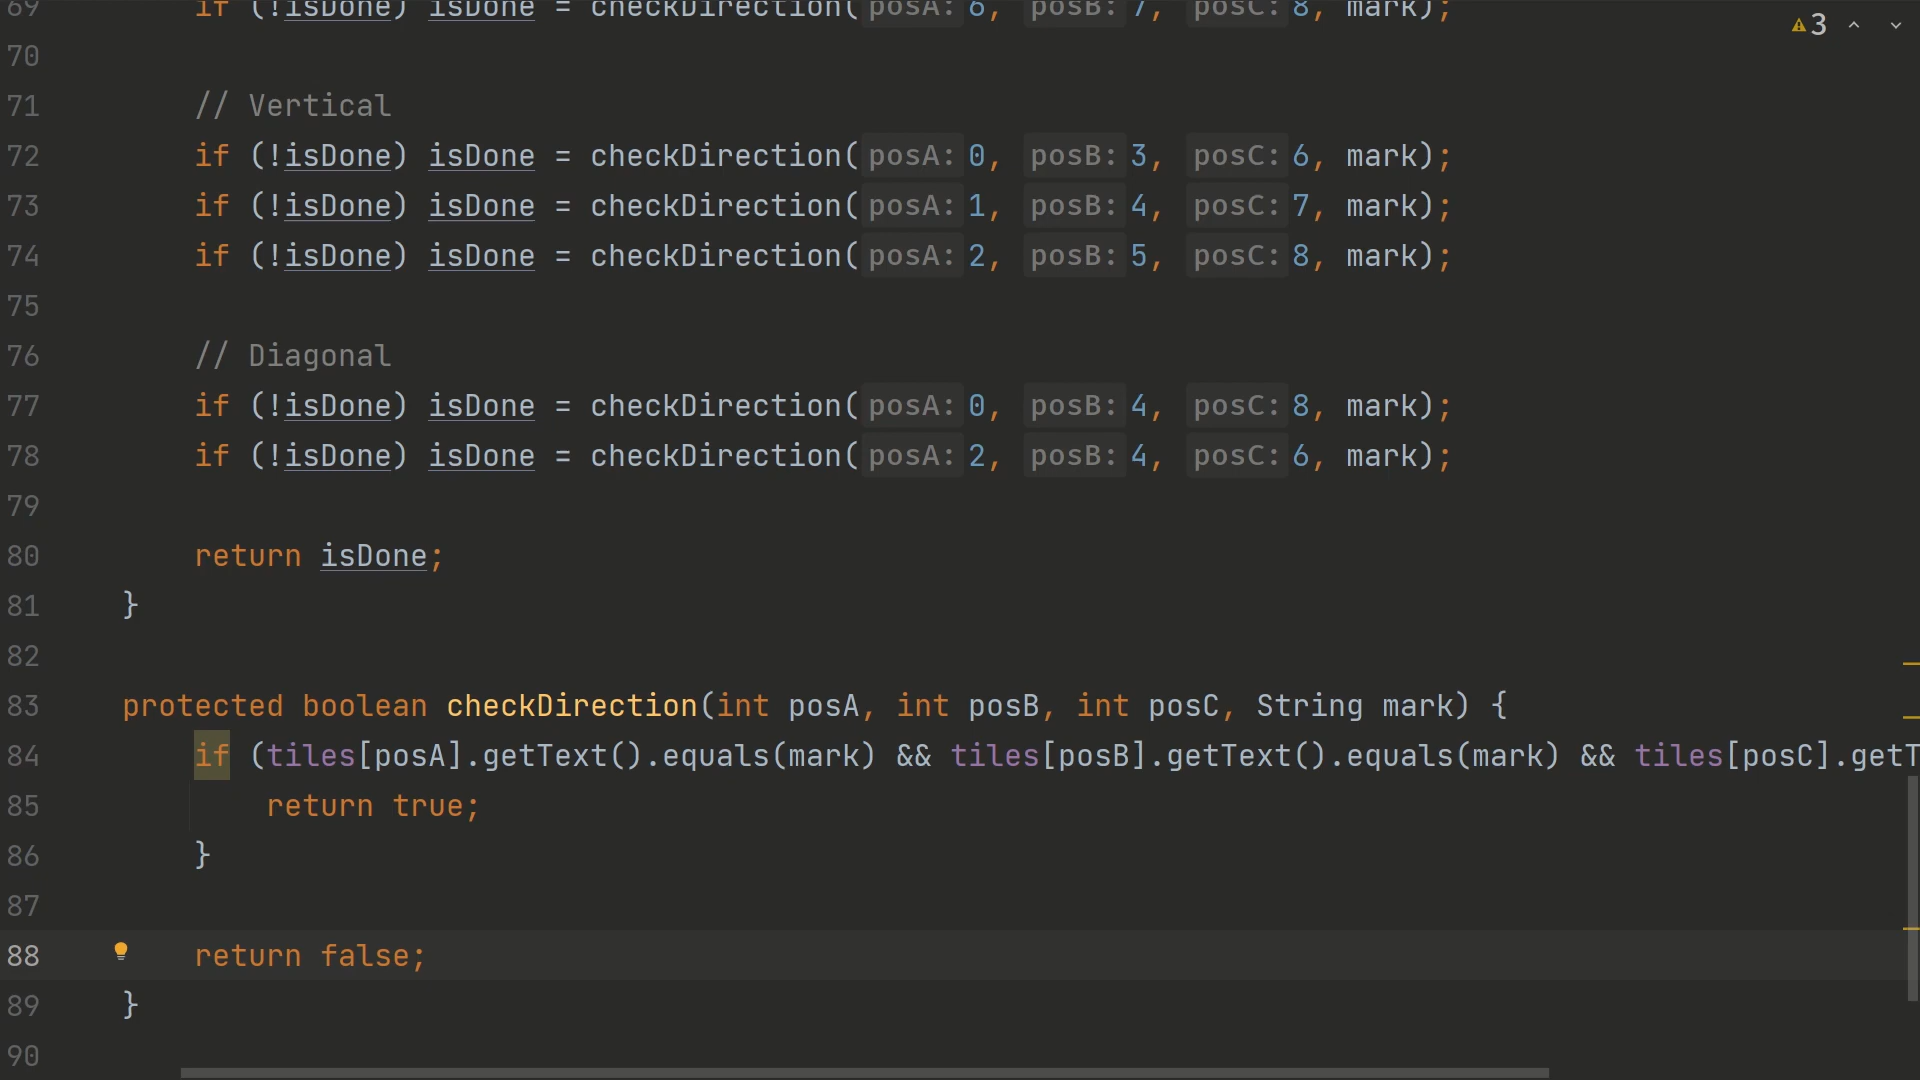 69 if (!isDone) isDone = checkDirection( posA: 6, posB: 7, posC: 8, mark);
3
70
71 // Vertical
72 if (!isDone) isDone = checkDirection( posA: 0, posB: 3, posC: 6, mark);
73 if (!isDone) isDone = checkDirection( posA: 1, posB: 4, posC: 7, mark);
74 if (!isDone) isDone = checkDirection( posA: 2, posB: 5, posC: 8, mark);
75
76 // Diagonal
77 if (!isDone) isDone = checkDirection( posA: 0, posB: 4, posC: 8, mark);
78 if (!isDone) isDone = checkDirection( posA: 2, posB: 4, posC: 6, mark);
79
80 return isDone;
81 }
82
83 protected boolean checkDirection(int posA, int posB, int posC, String mark) {
84 if (tiles[posA].getText().equals(mark) && tiles[posB].getText().equals(mark) && tiles[posC].getT
85 return true;
86 }
87
88 return false;
89 }
90